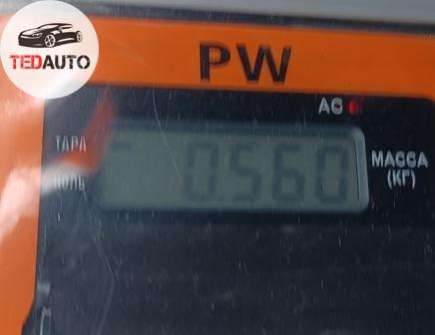 TEDAUTO
PW
AC
ТАРА
НОЛЬ
0.560
МАССА
(КГ)